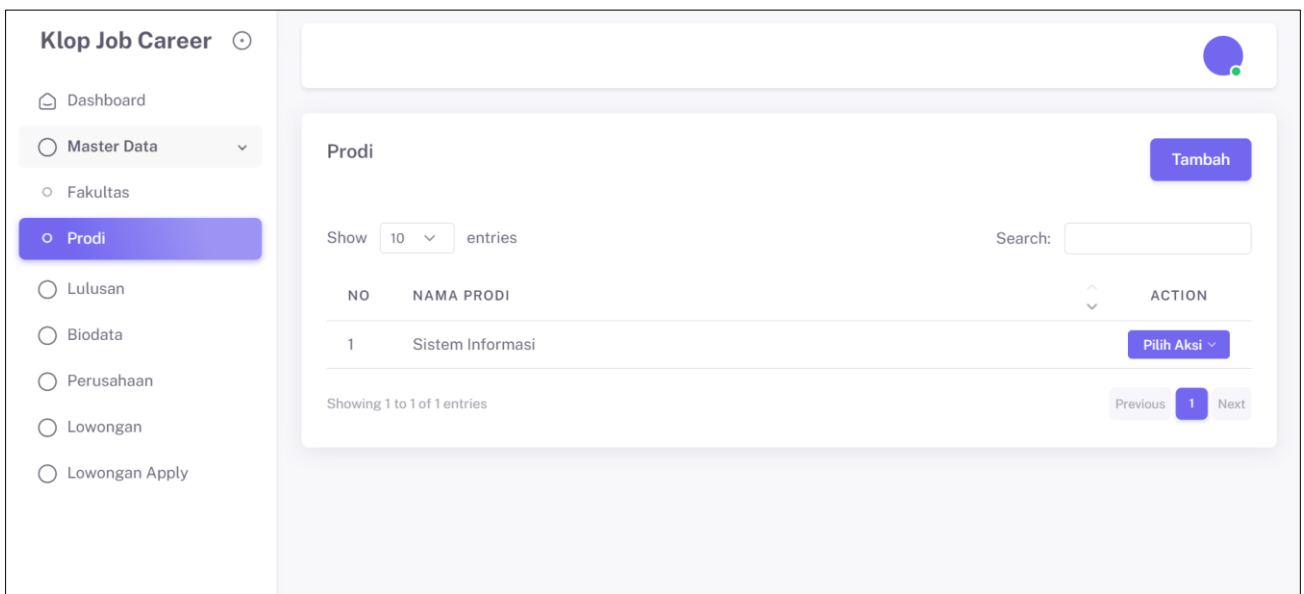 Klop Job Career
Dashboard
Master Data
Fakultas
Prodi
Lulusan
Biodata
Perusahaan
Lowongan
Lowongan Apply
Prodi
Tambah
Show 10 entries
Search:
NO NAMA PRODI ACTION
1 Sistem Informasi Pilih Aksi
Showing 1 to 1 of 1 entries
Previous 1 Next